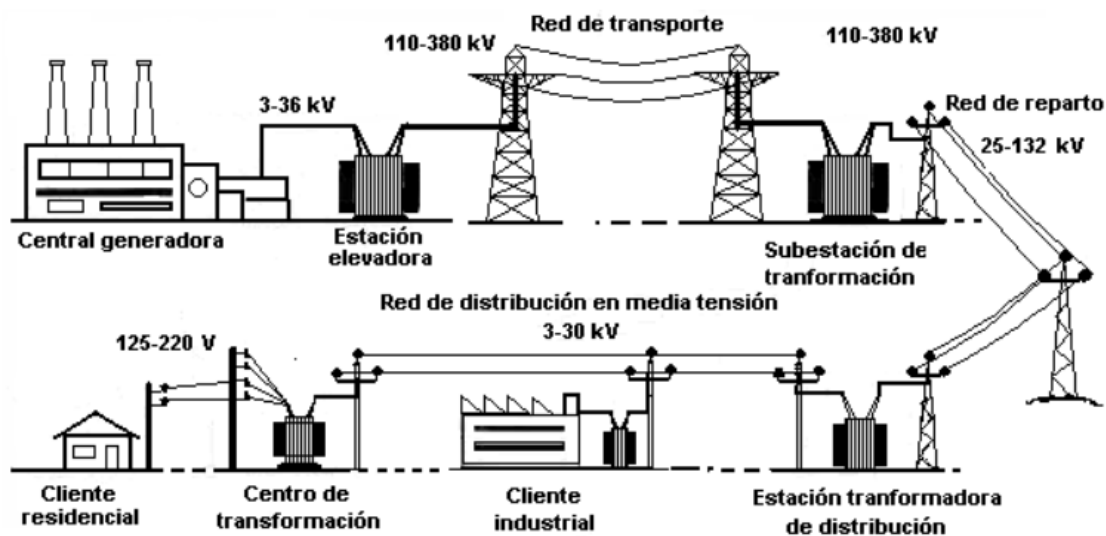 Red de transporte
110-380 kV
110-380 kV
3-36 kV
Red de reparto
25-132 kV
Central generadora
Estación
elevadora
Subestación de
tranformación
Red de distribución en media tensión
3-30 kV
125-220 V
Cliente
residencial
Centro de
transformación
Cliente
industrial
Estación tranformadora
de distribución